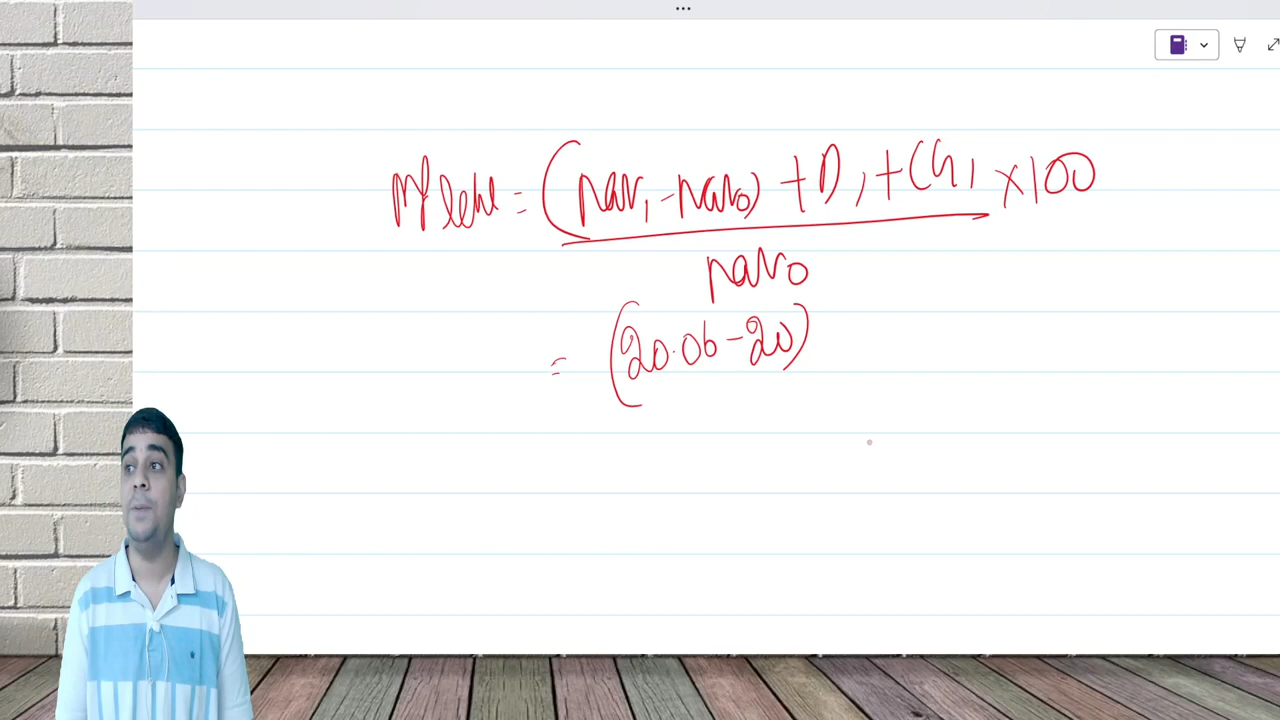 Mf return = (NAV₁ - NAV₀) + D₁ + CG₁ × 100
NAV₀
= (20.06 - 20)